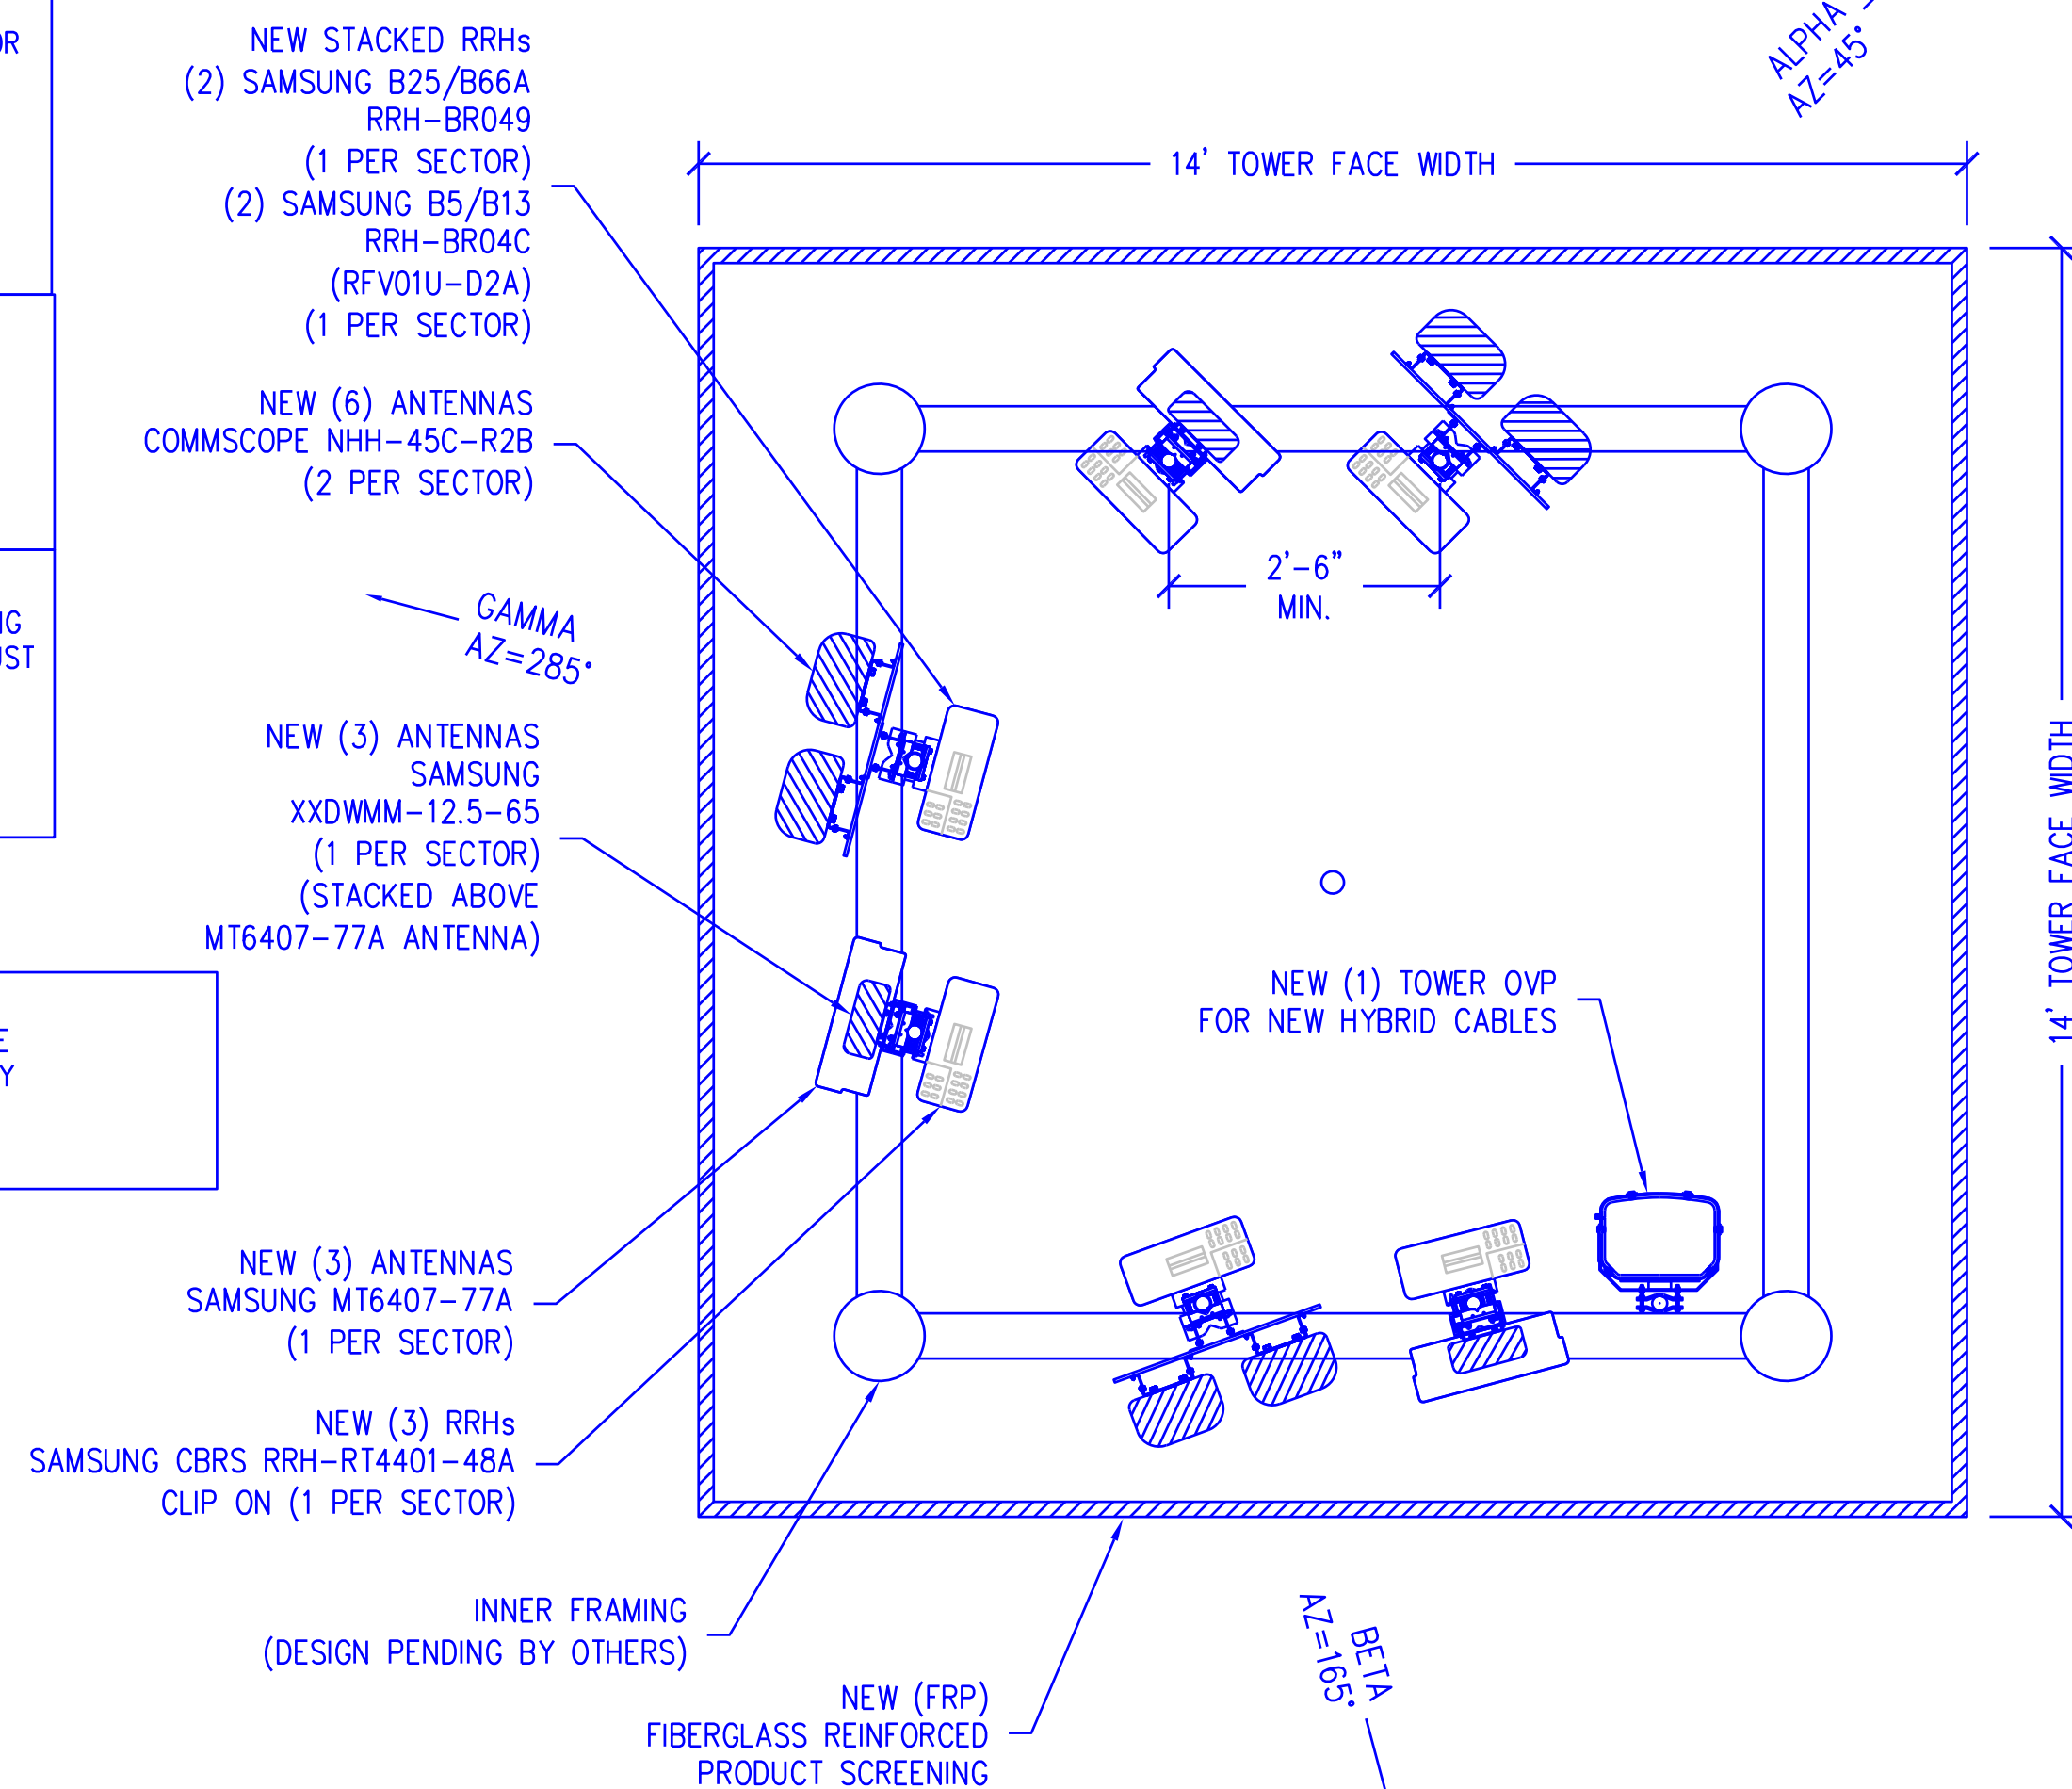 OR
NG
UST
E
Y
NEW STACKED RRHs
(2) SAMSUNG B25/B66A
RRH-BR049
(1 PER SECTOR)
(2) SAMSUNG B5/B13
RRH-BR04C
(RFV01U-D2A)
(1 PER SECTOR)
NEW (6) ANTENNAS
COMMSCOPE NHH-45C-R2B
(2 PER SECTOR)
GAMMA
AZ=285°
NEW (3) ANTENNAS
SAMSUNG
XXDWMM-12.5-65
(1 PER SECTOR)
(STACKED ABOVE
MT6407-77A ANTENNA)
NEW (3) ANTENNAS
SAMSUNG MT6407-77A
(1 PER SECTOR)
NEW (3) RRHs
SAMSUNG CBRS RRH-RT4401-48A
CLIP ON (1 PER SECTOR)
INNER FRAMING
(DESIGN PENDING BY OTHERS)
NEW (FRP)
FIBERGLASS REINFORCED
PRODUCT SCREENING
ALPHA
AZ=45°
14' TOWER FACE WIDTH
2'-6"
MIN.
NEW (1) TOWER OVP
FOR NEW HYBRID CABLES
14' TOWER FACE WIDTH
BETA
AZ=165°